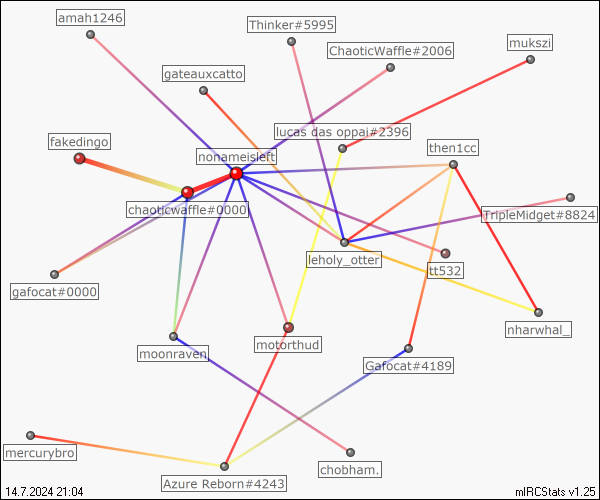 amah1246
Thinker#5995
ChaoticWaffle#2006
mukszi
gateauxcatto
lucas das oppai#2396
fakedingo
then1cc
nonameisleft
chaoticwaffle#0000
TripleMidget#8824
leholy_otter
tt532
gafocat#0000
nharwhal_
motorthud
moonraven
Gafocat#4189
mercurybro
chobham.
Azure Reborn#4243
14.7.2024 21:04
mIRCStats v1.25